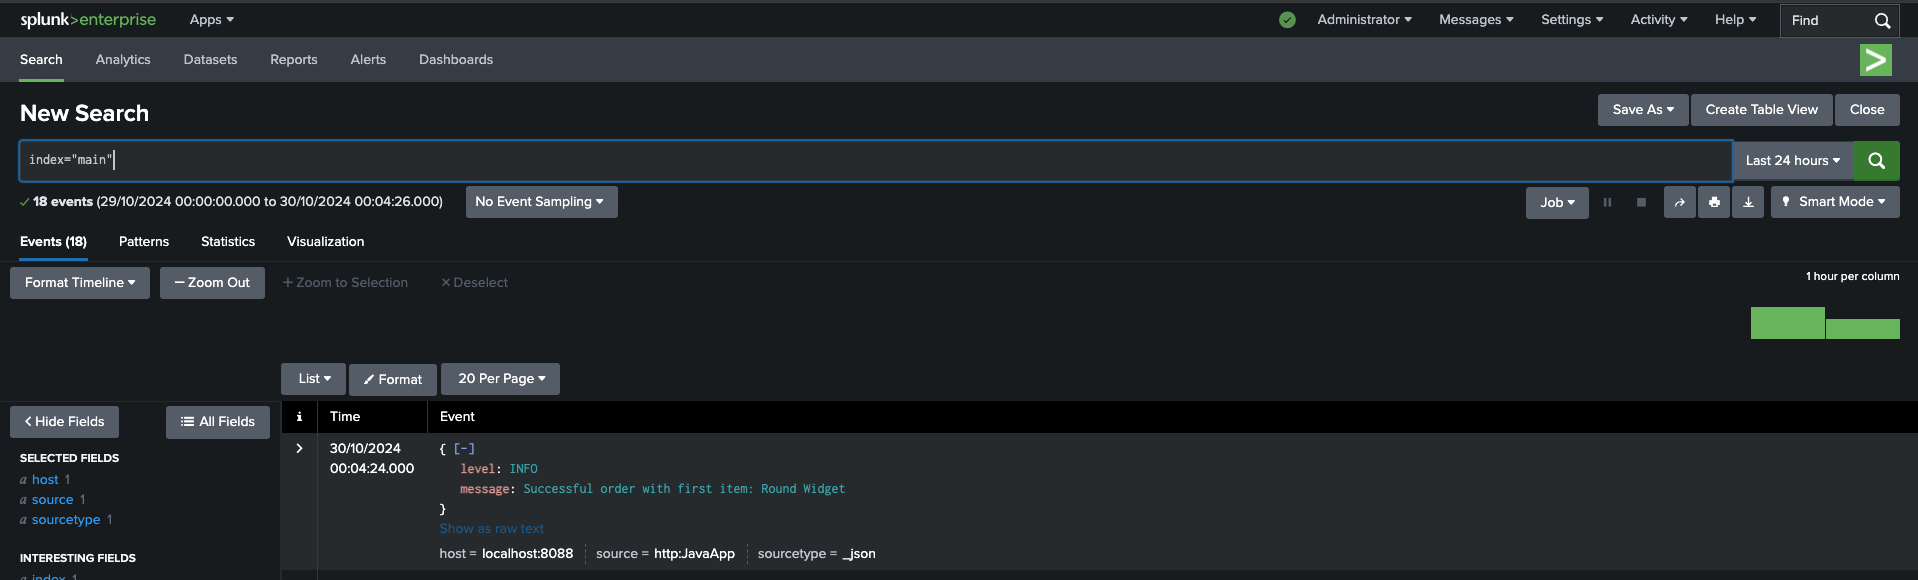 splunk>enterprise Apps Administrator Messages Settings Activity Help Find
Search Analytics Datasets Reports Alerts Dashboards
New Search Save As Create Table View Close
index="main" Last 24 hours
18 events (29/10/2024 00:00:00.000 to 30/10/2024 00:04:26.000) No Event Sampling Job Smart Mode
Events (18) Patterns Statistics Visualization
Format Timeline — Zoom Out + Zoom to Selection × Deselect 1 hour per column
List Format 20 Per Page
< Hide Fields All Fields i Time Event
SELECTED FIELDS
a host 1
a source 1
a sourcetype 1
INTERESTING FIELDS
a index 1
> 30/10/2024
00:04:24.000
{ [-]
level: INFO
message: Successful order with first item: Round Widget
}
Show as raw text
host = localhost:8088 source = http:JavaApp sourcetype = _json